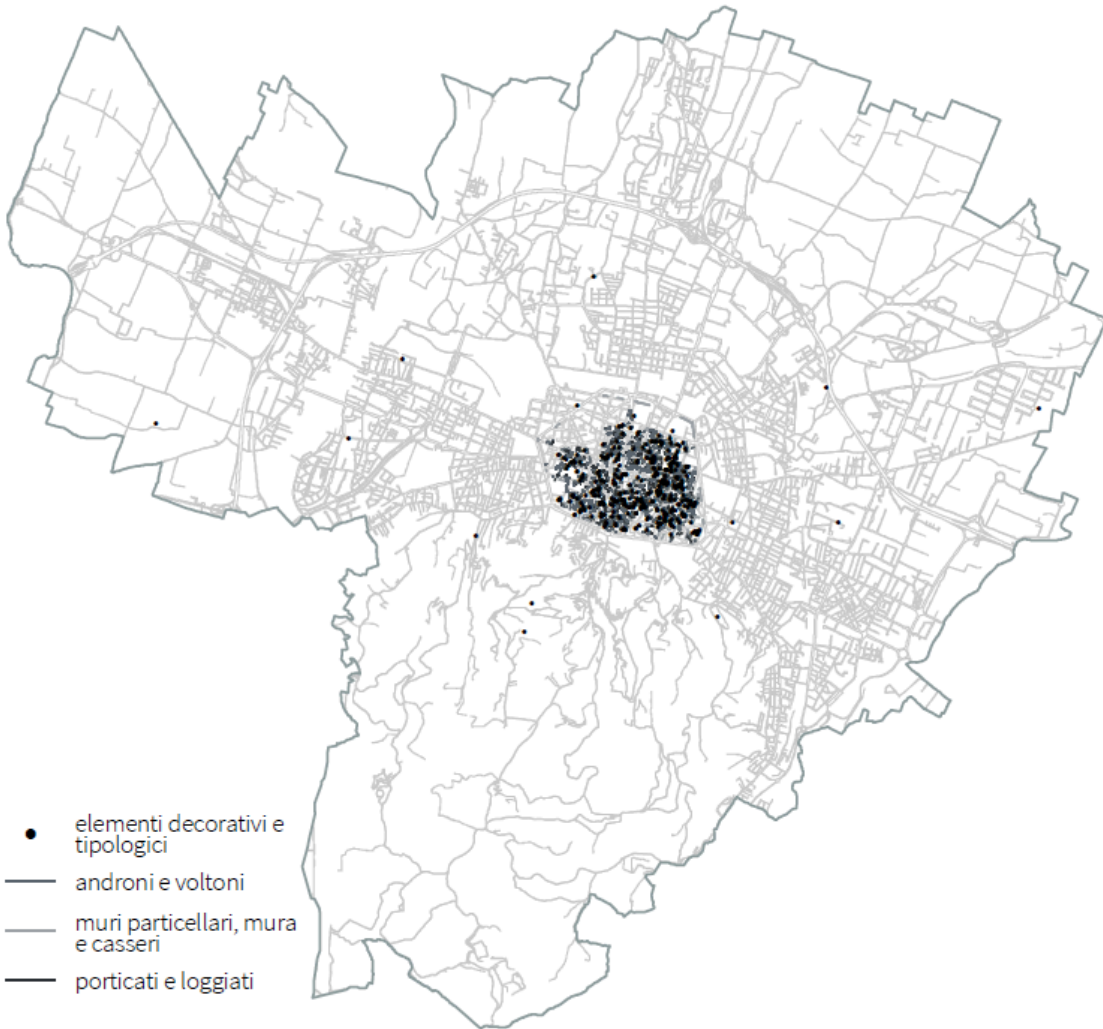 elementi decorativi e
tipologici
androni e voltoni
muri particellari, mura
e casseri
porticati e loggiati